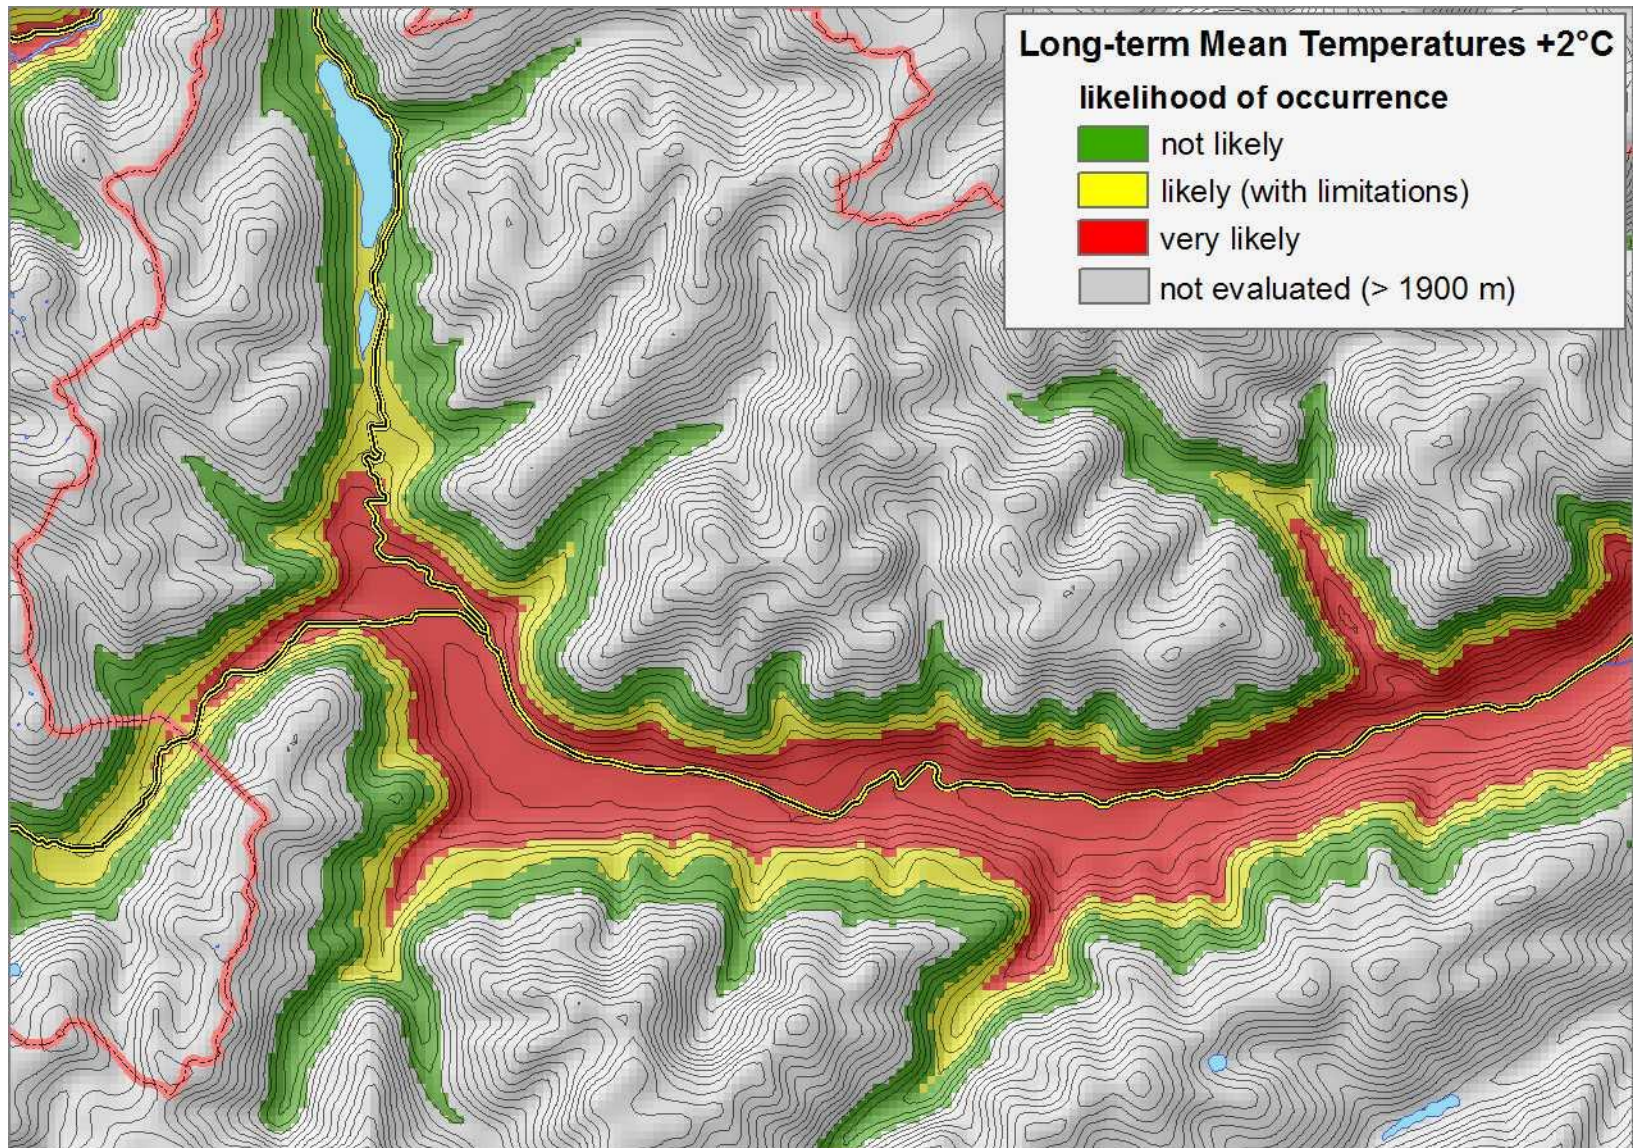 Long-term Mean Temperatures +2°C
likelihood of occurrence
not likely
likely (with limitations)
very likely
not evaluated (> 1900 m)